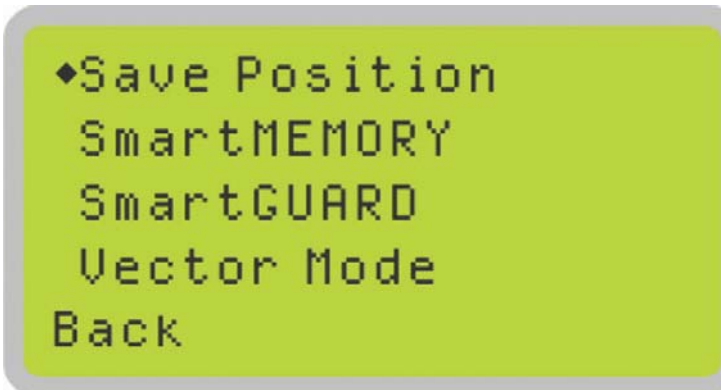 ◆Save Position
SmartMEMORY
SmartGUARD
Vector Mode
Back